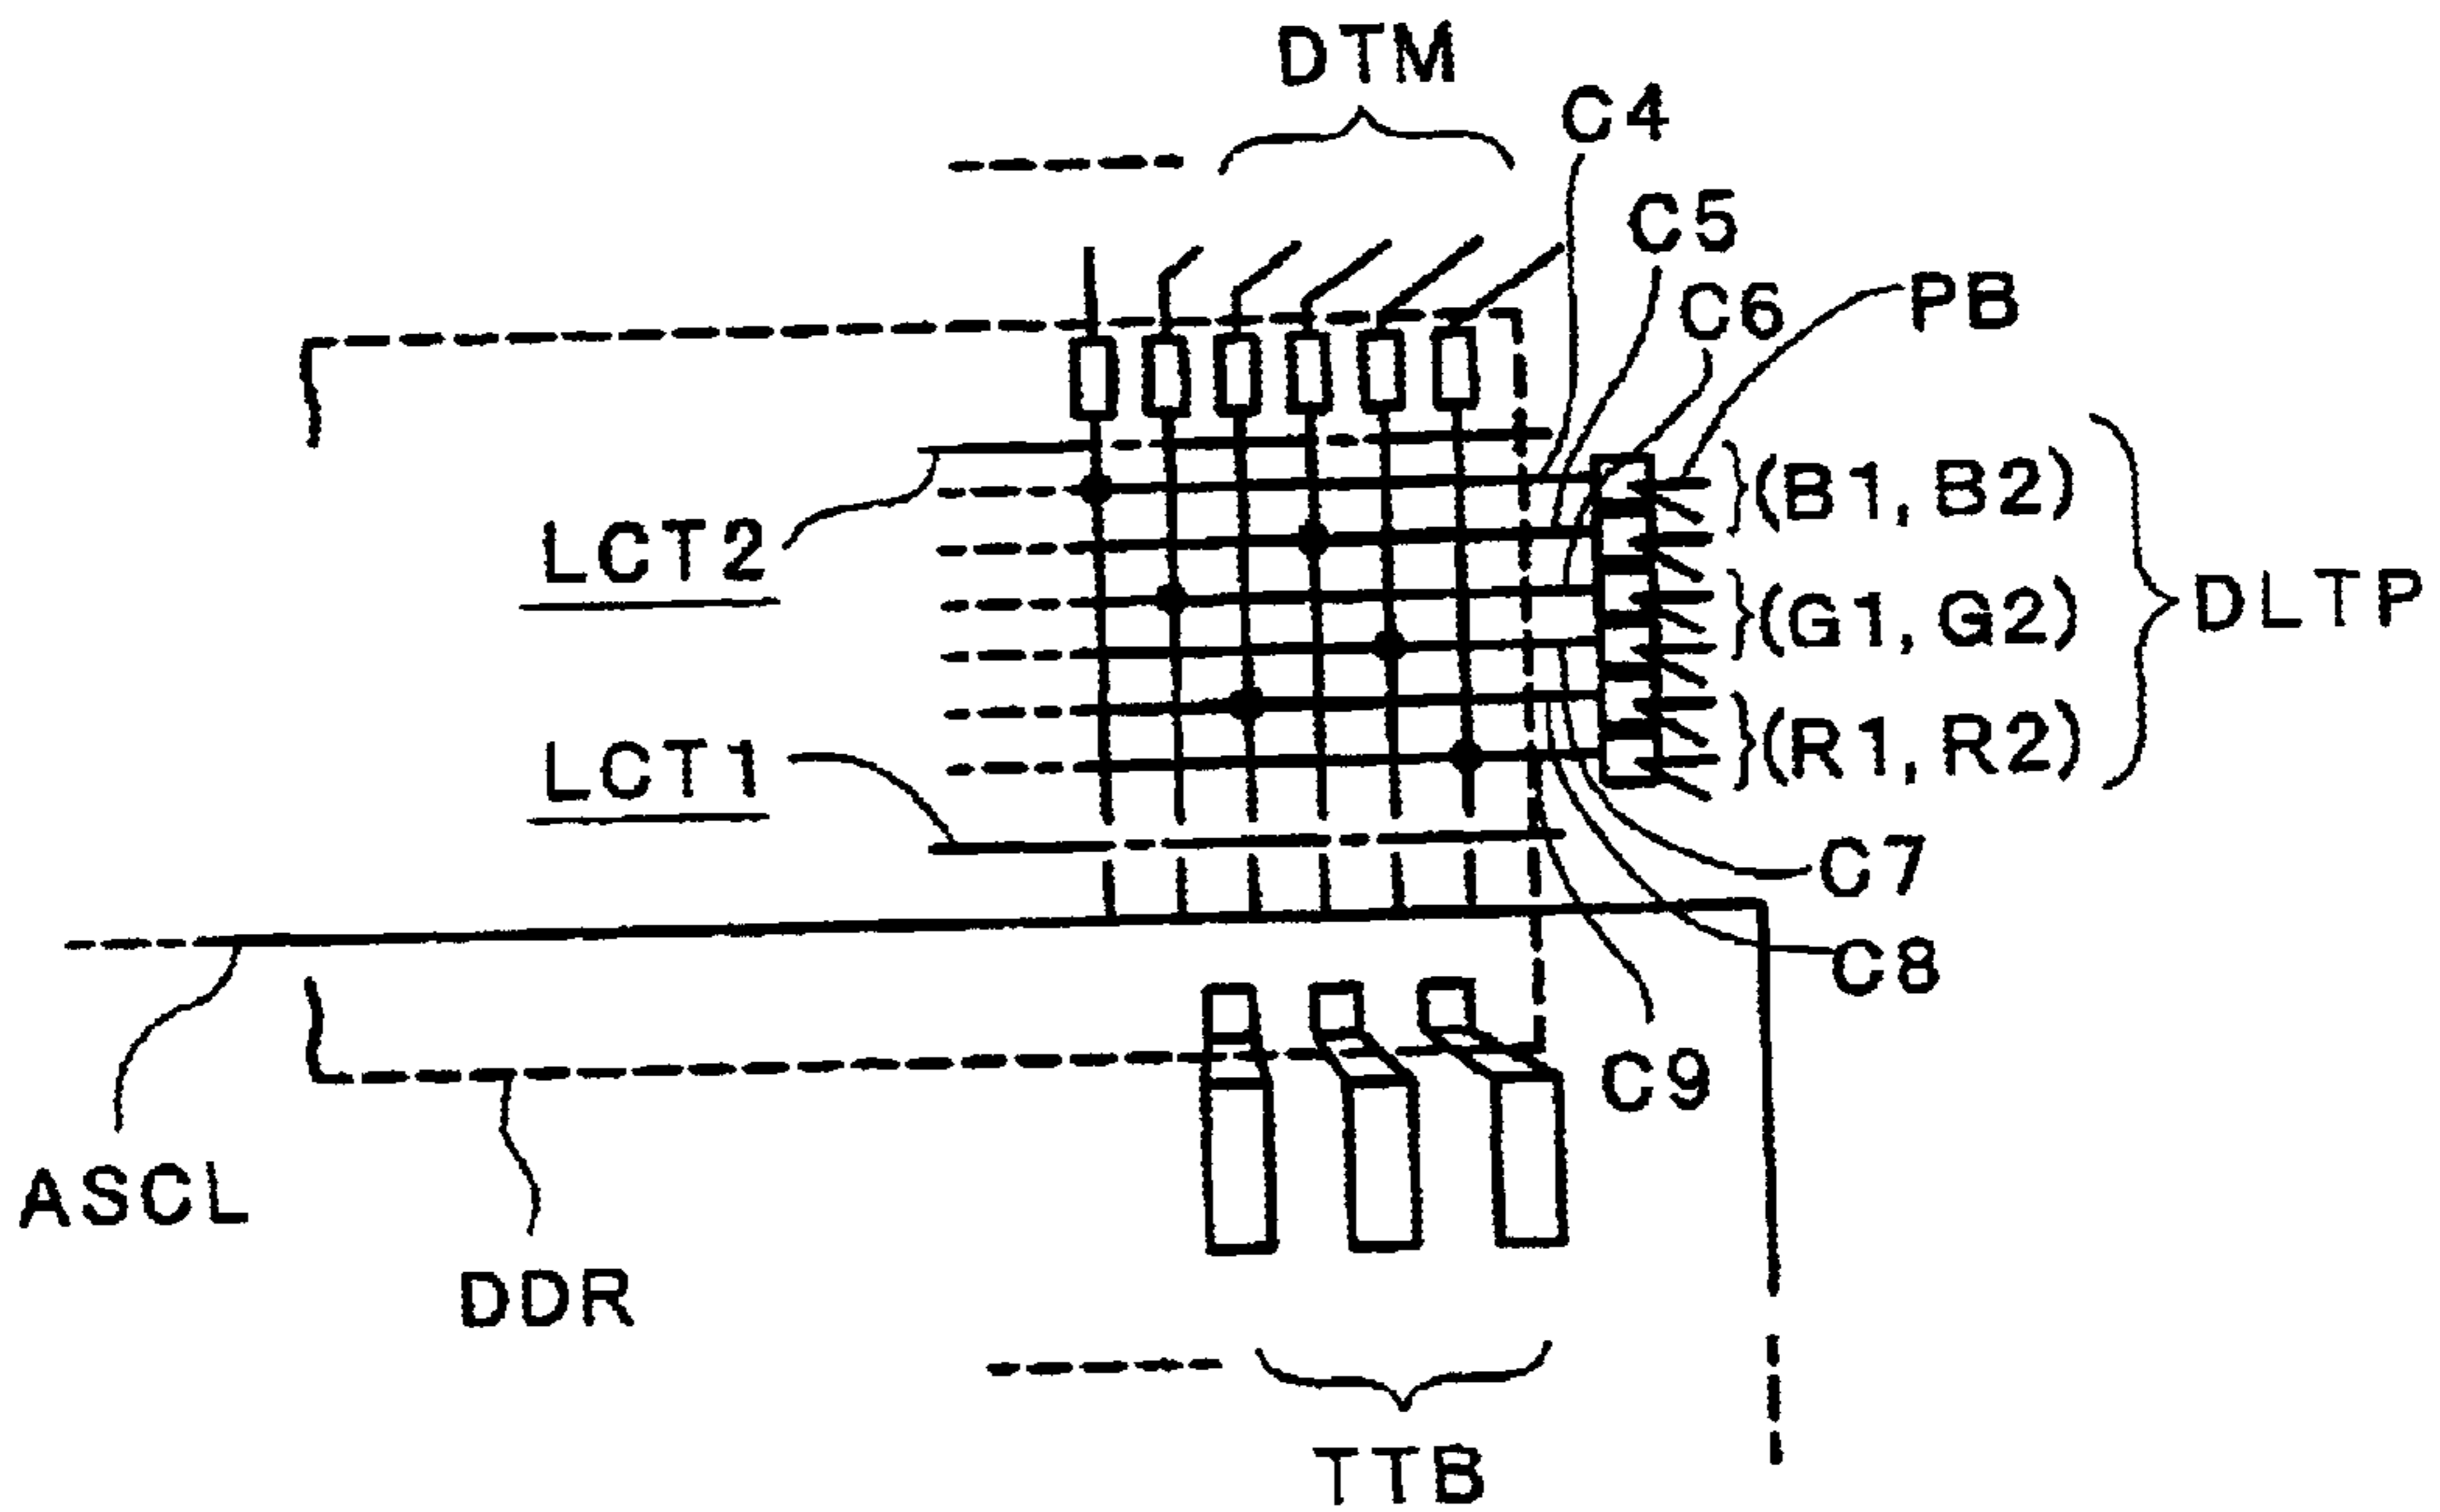 DTM
C4
C5
C6
PB
LCT2
(B1, B2)
(G1, G2)
DLTP
LCT1
(R1, R2)
C7
C8
C9
ASCL
DDR
TTB